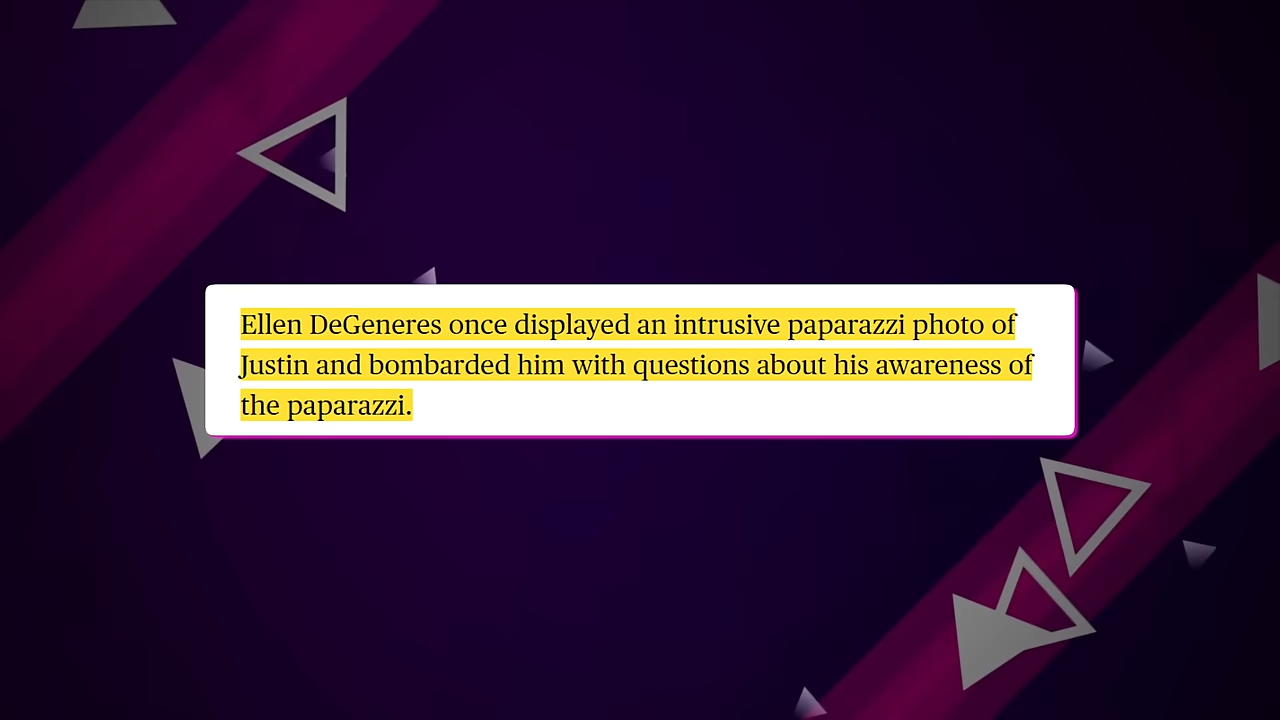 Ellen DeGeneres once displayed an intrusive paparazzi photo of
Justin and bombarded him with questions about his awareness of
the paparazzi.